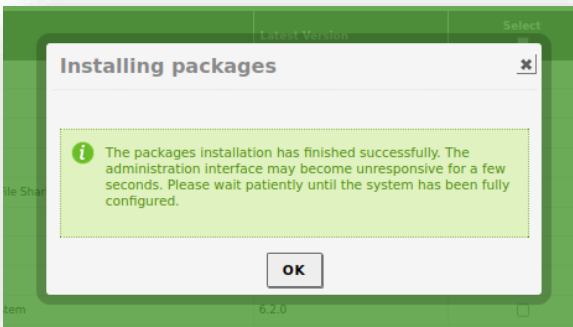 Select
Latest Version
Installing packages
The packages installation has finished successfully. The
administration interface may become unresponsive for a few
seconds. Please wait patiently until the system has been fully
configured.
ile Shar
OK
tem
6.2.0